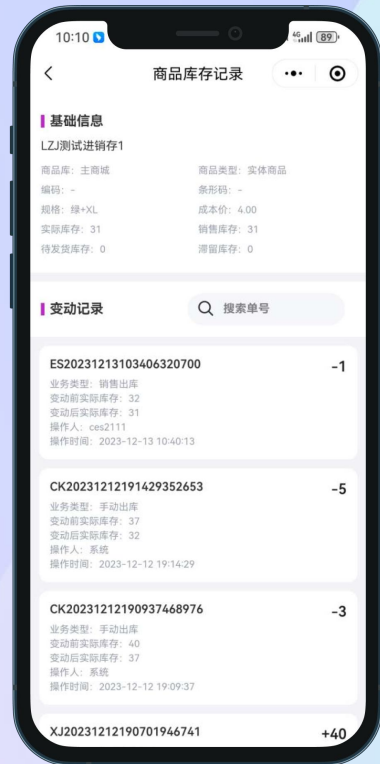 10:10
4G 89
商品库存记录
基础信息
LZJ测试进销存1
商品库：主商城 商品类型：实体商品
编码：- 条形码：-
规格：绿+XL 成本价：4.00
实际库存：31 销售库存：31
待发货库存：0 滞留库存：0
变动记录 搜索单号
ES20231213103406320700 -1
业务类型：销售出库
变动前实际库存：32
变动后实际库存：31
操作人：ces2111
操作时间：2023-12-13 10:40:13
CK20231212191429352653 -5
业务类型：手动出库
变动前实际库存：37
变动后实际库存：32
操作人：系统
操作时间：2023-12-12 19:14:29
CK20231212190937468976 -3
业务类型：手动出库
变动前实际库存：40
变动后实际库存：37
操作人：系统
操作时间：2023-12-12 19:09:37
XJ20231212190701946741 +40